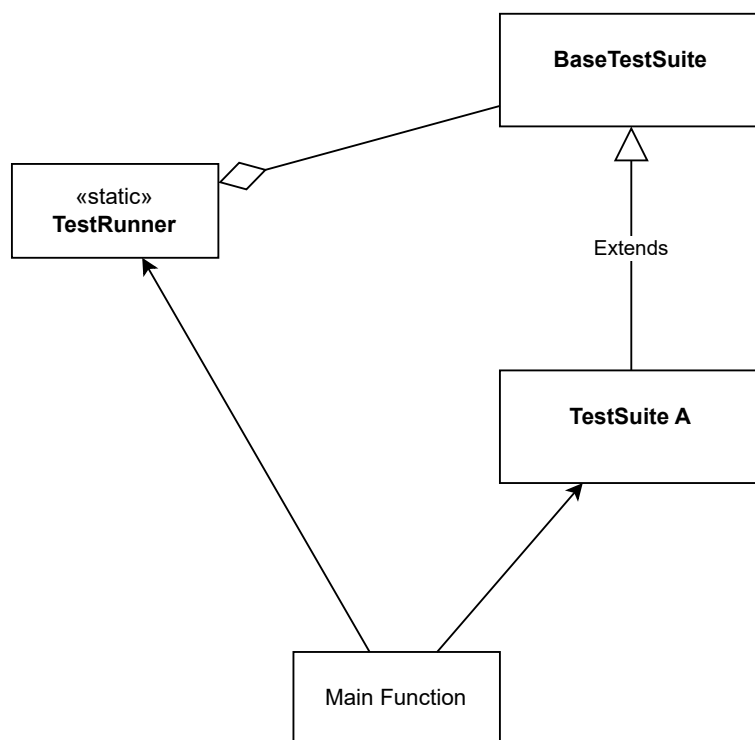 BaseTestSuite
«static»
TestRunner
Extends
TestSuite A
Main Function